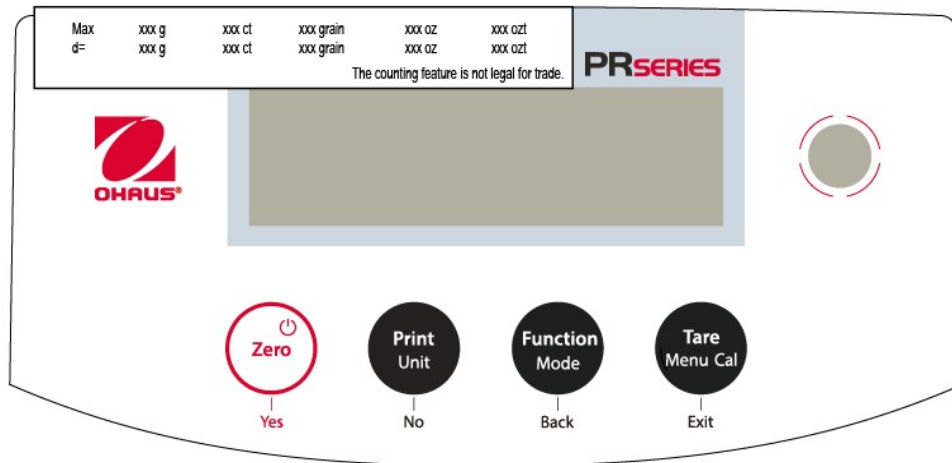 Max xxx g xxx ct xxx grain xxx oz xxx ozt
d= xxx g xxx ct xxx grain xxx oz xxx ozt
The counting feature is not legal for trade.
PRSERIES
OHAUS®
Zero
Yes
Print
Unit
No
Function
Mode
Back
Tare
Menu Cal
Exit